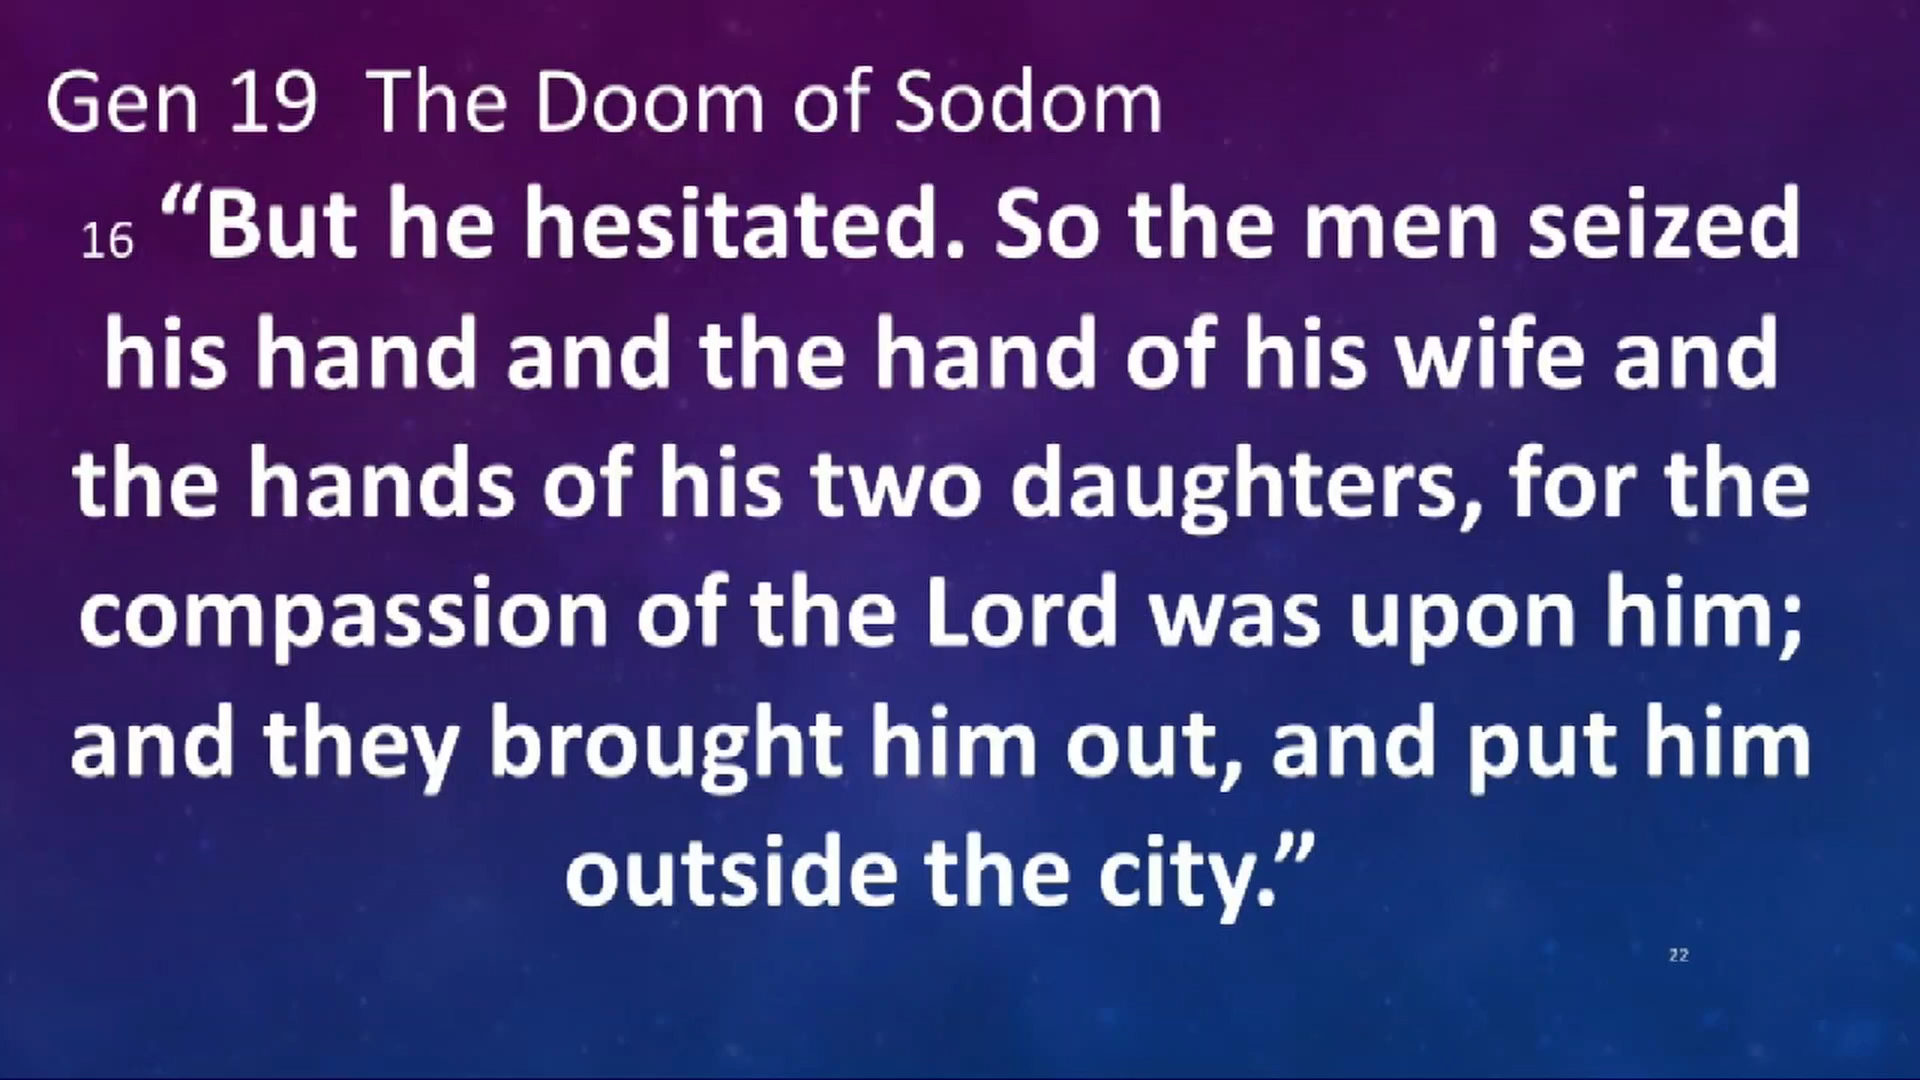 Gen 19 The Doom of Sodom
16 “But he hesitated. So the men seized
his hand and the hand of his wife and
the hands of his two daughters, for the
compassion of the Lord was upon him;
and they brought him out, and put him
outside the city.”
22